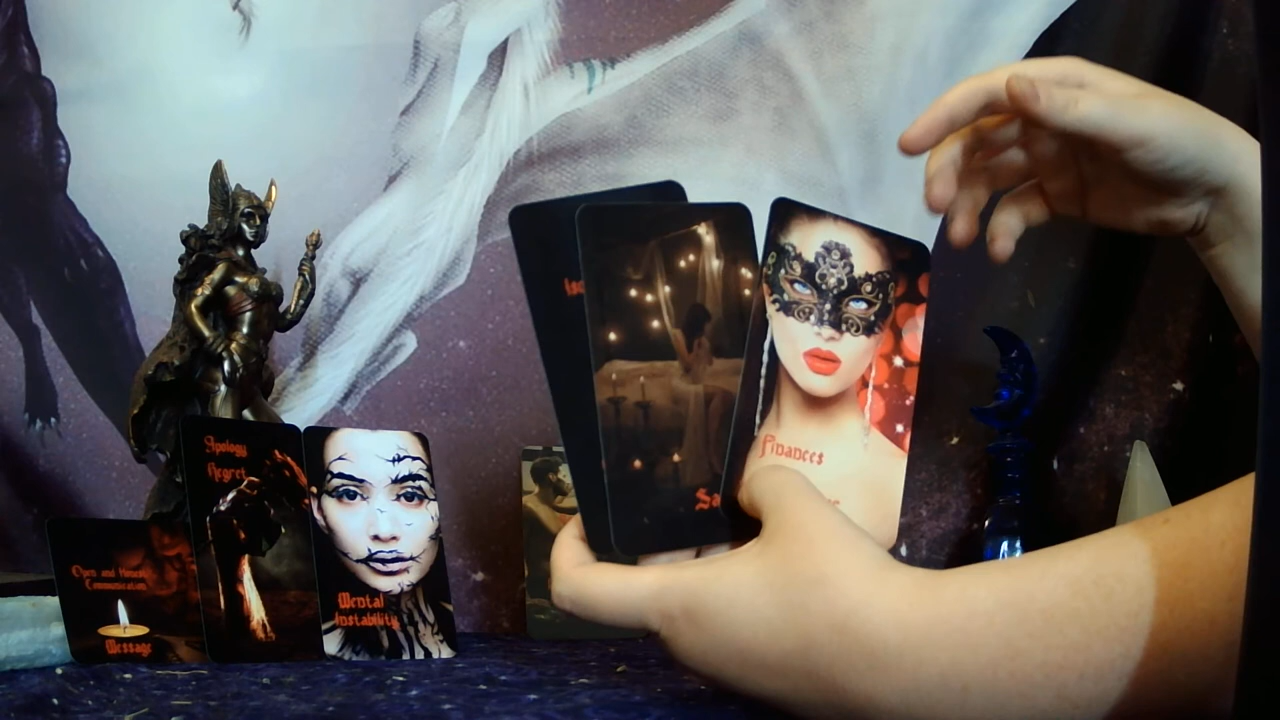 Open and Honest
Communication
Message
Apology
Regret
Mental
Instability
Finances